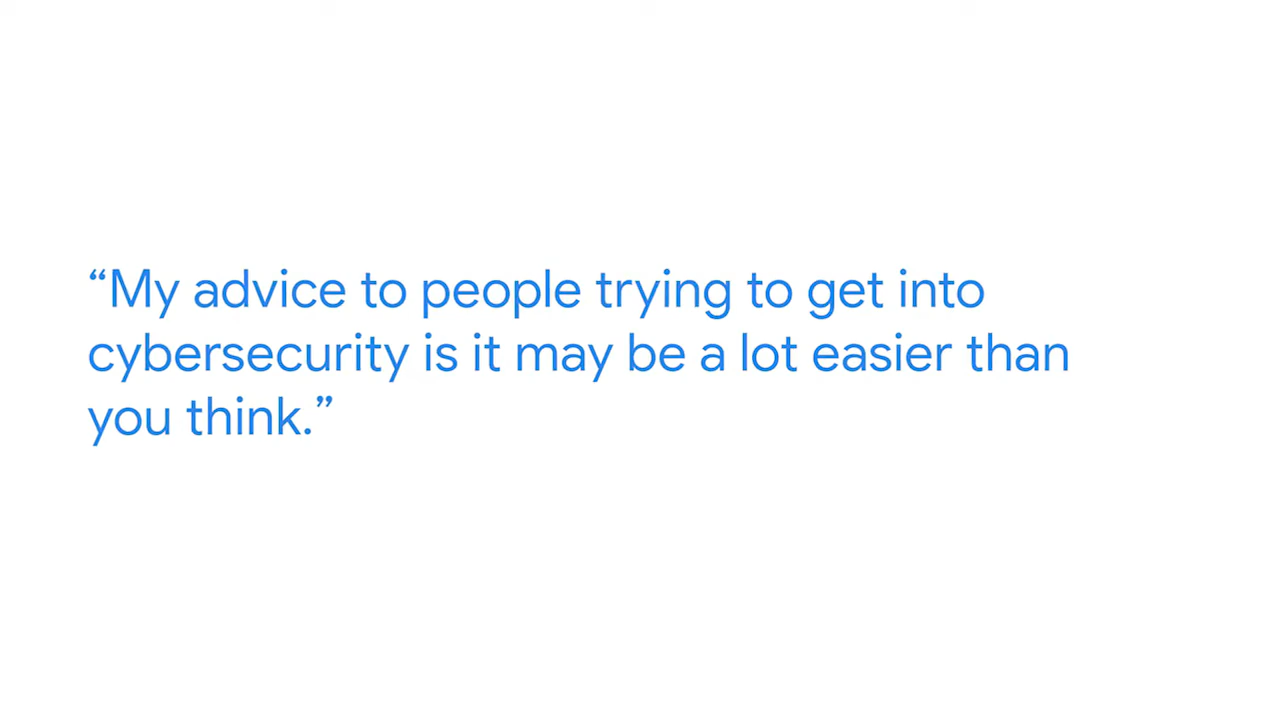 “My advice to people trying to get into
cybersecurity is it may be a lot easier than
you think.”